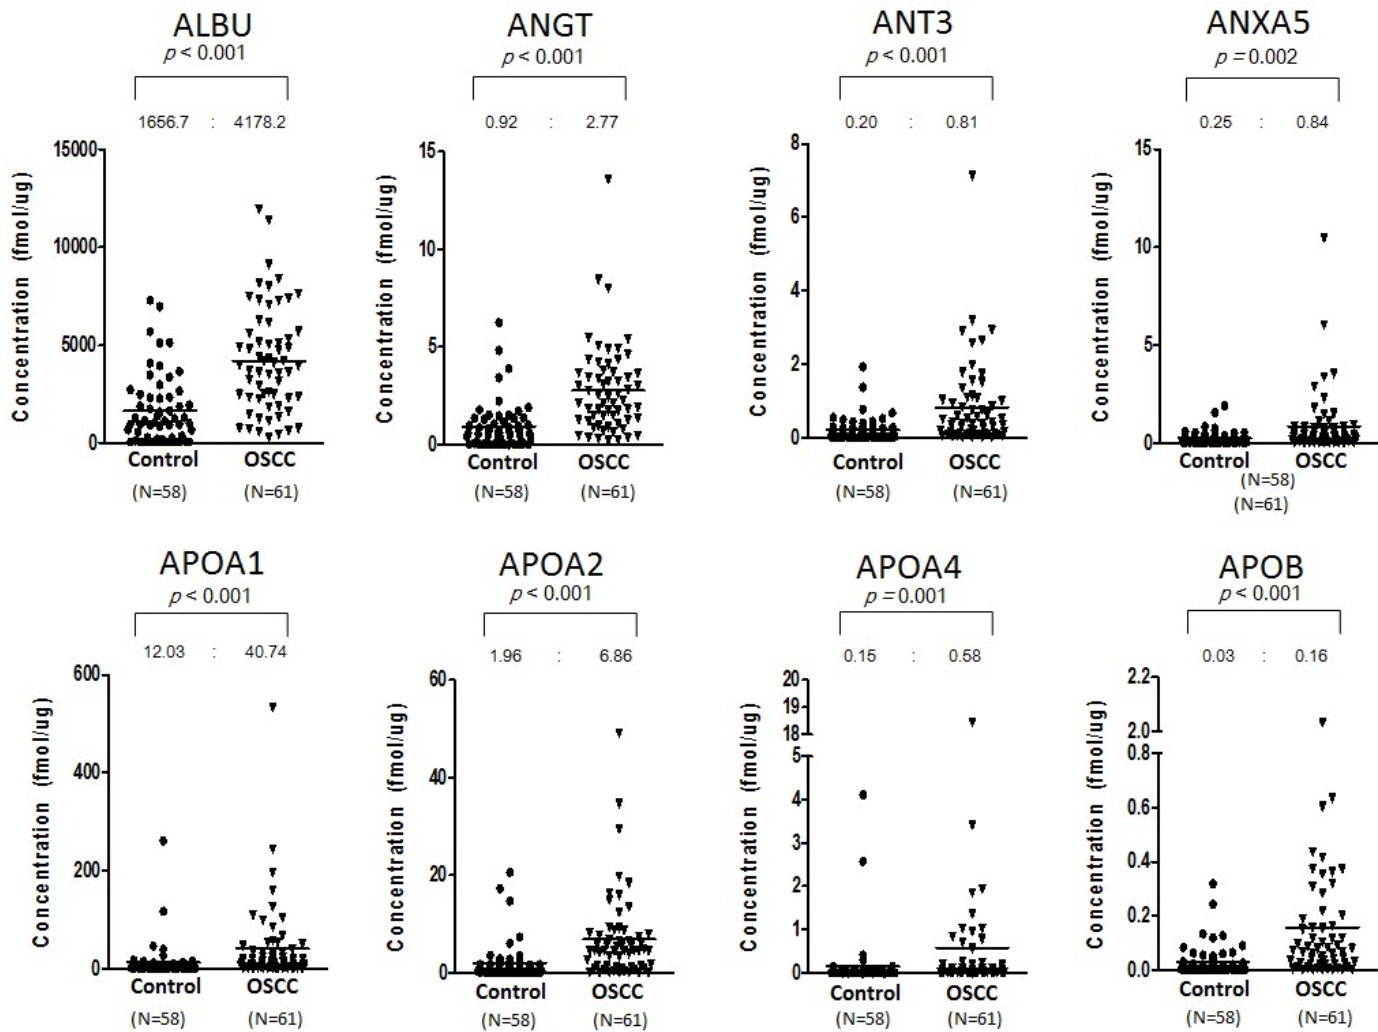 ALBU
p < 0.001
1656.7 : 4178.2
15000
10000
5000
0
Concentration (fmol/ug)
Control OSCC
(N=58) (N=61)
ANGT
p < 0.001
0.92 : 2.77
15
10
5
0
Concentration (fmol/ug)
Control OSCC
(N=58) (N=61)
ANT3
p < 0.001
0.20 : 0.81
8
6
4
2
0
Concentration (fmol/ug)
Control OSCC
(N=58) (N=61)
ANXA5
p = 0.002
0.25 : 0.84
15
10
5
0
Concentration (fmol/ug)
Control OSCC
(N=58)
(N=61)
APOA1
p < 0.001
12.03 : 40.74
600
400
200
0
Concentration (fmol/ug)
Control OSCC
(N=58) (N=61)
APOA2
p < 0.001
1.96 : 6.86
60
40
20
0
Concentration (fmol/ug)
Control OSCC
(N=58) (N=61)
APOA4
p = 0.001
0.15 : 0.58
20
19
18
5
4
3
2
1
0
Concentration (fmol/ug)
Control OSCC
(N=58) (N=61)
APOB
p < 0.001
0.03 : 0.16
2.2
2.0
0.8
0.6
0.4
0.2
0.0
Concentration (fmol/ug)
Control OSCC
(N=58) (N=61)